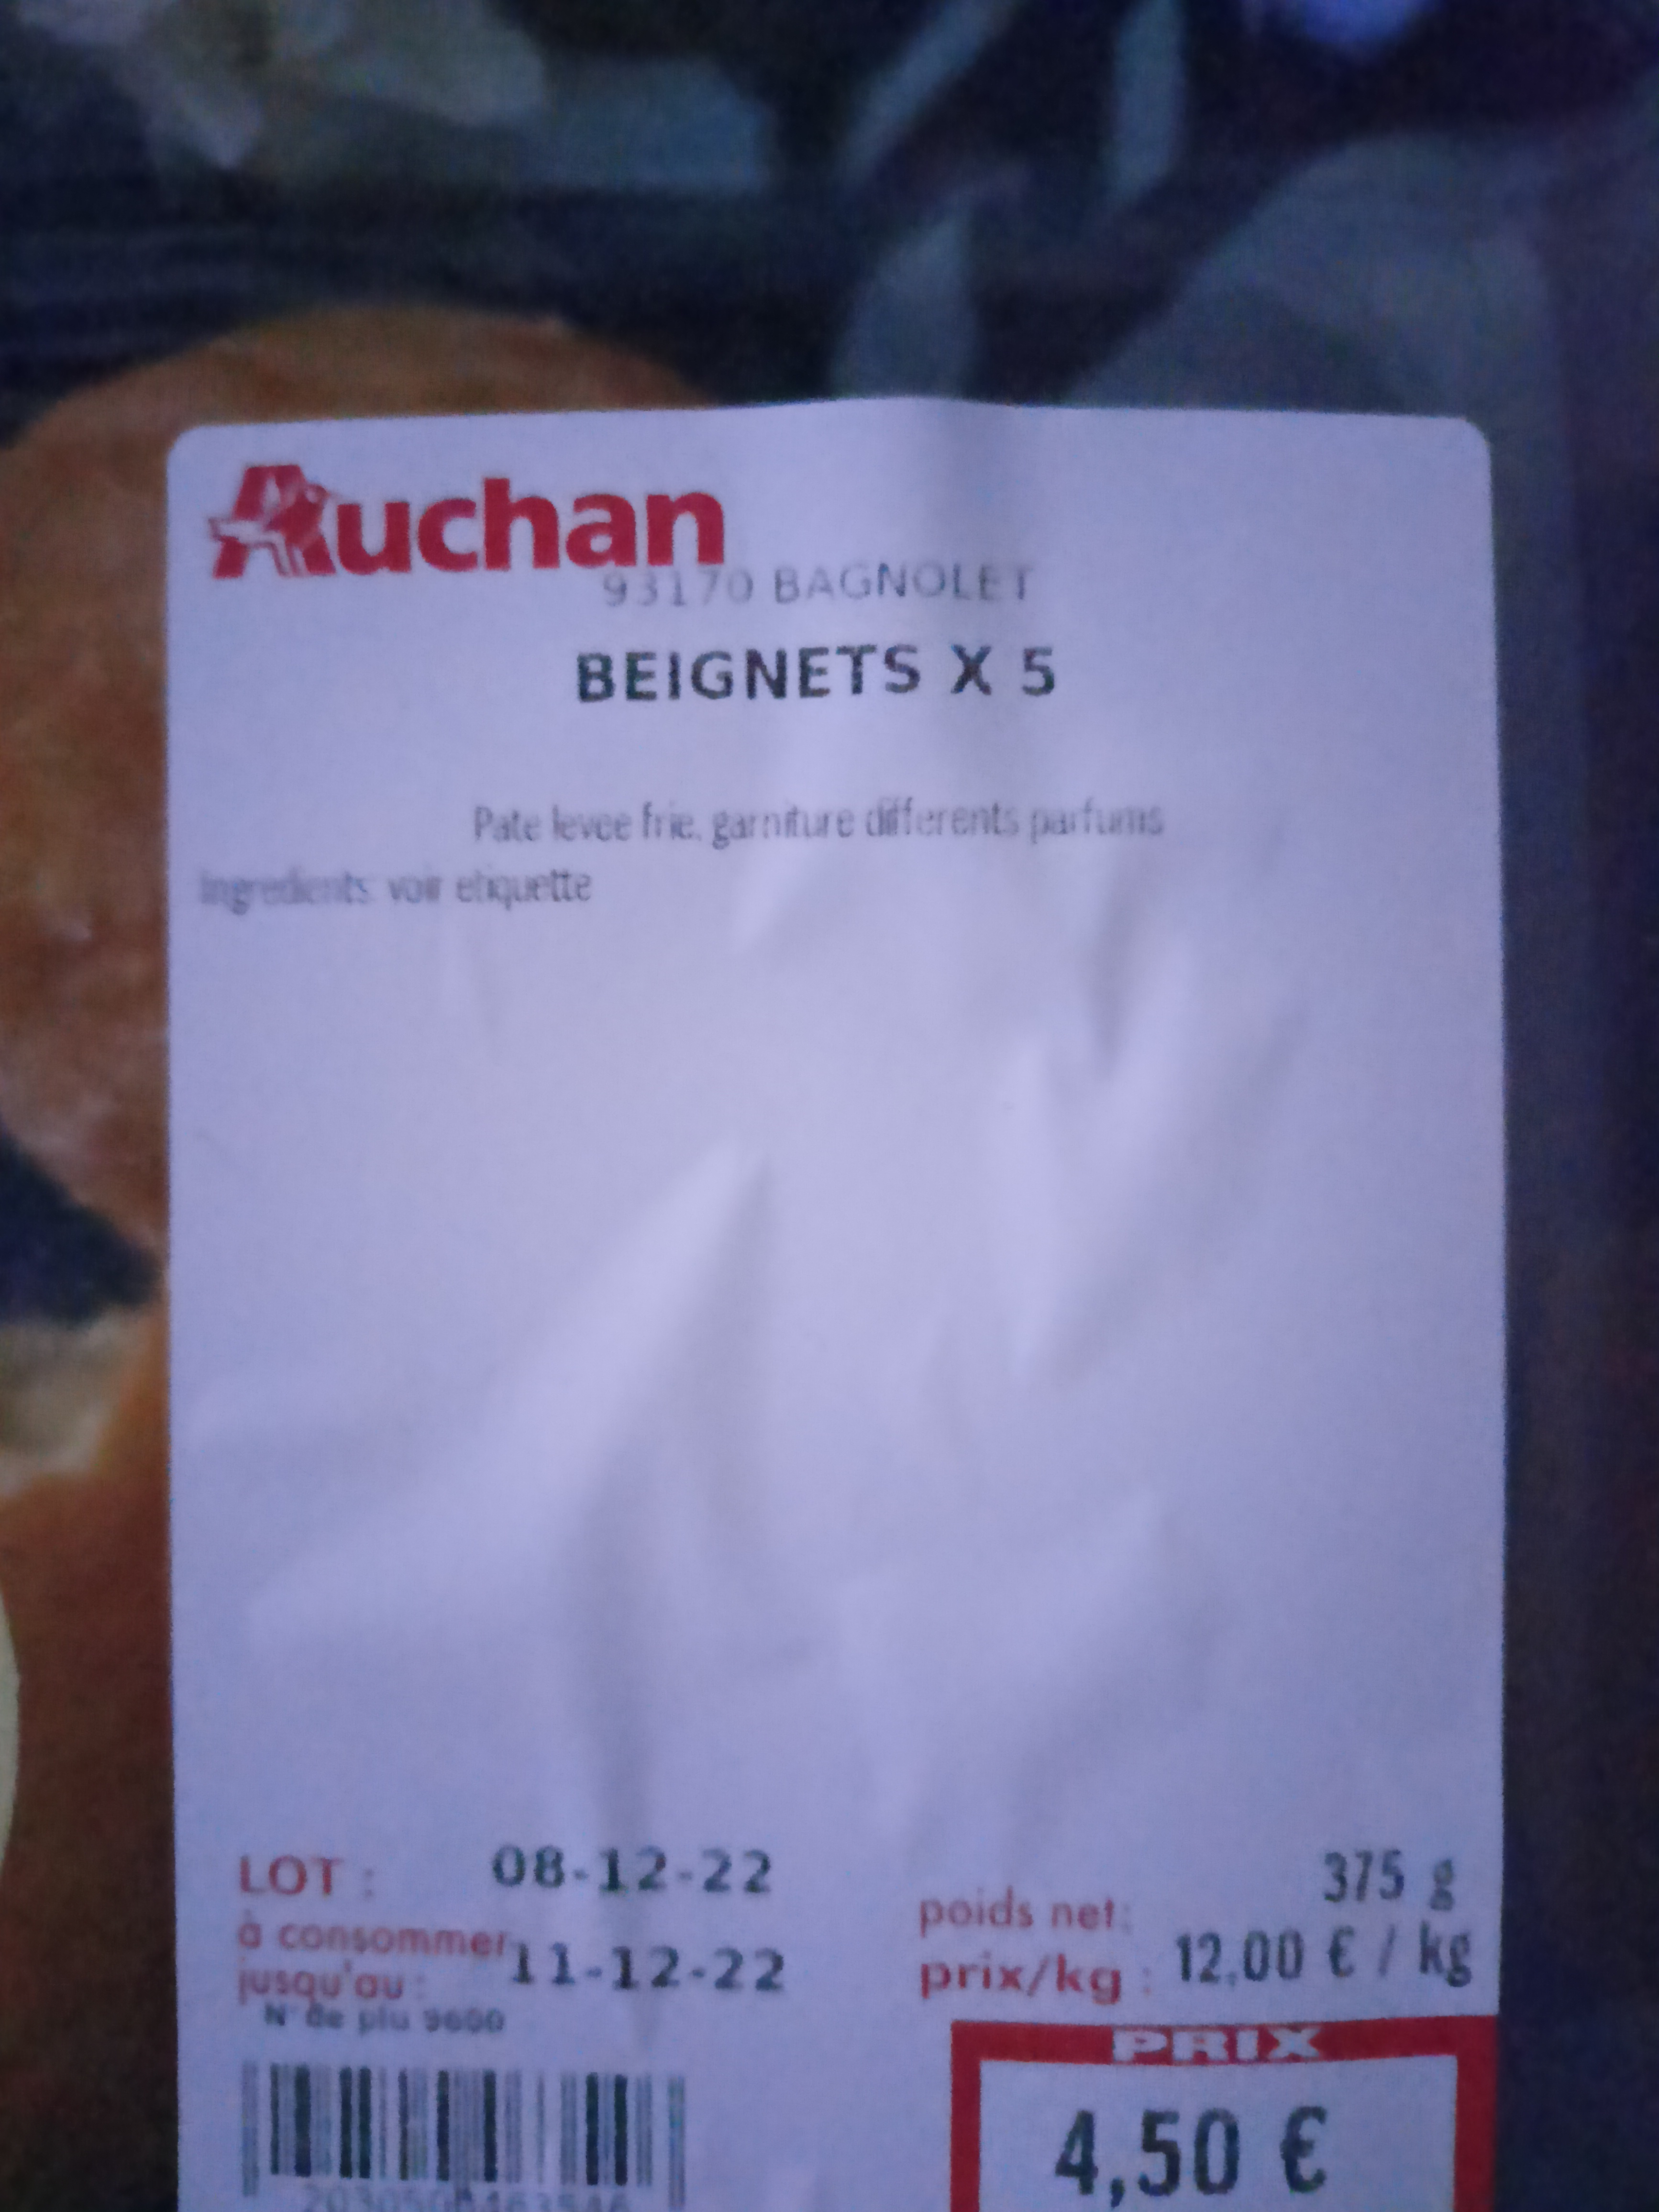 Auchan
93170 BAGNOLET
BEIGNETS X 5
Pate levee frie, garniture differents parfums
Ingredients: voir etiquette
LOT : 08-12-22
à consommer
jusqu'au : 11-12-22
N° de plu 9600
poids net: 375 g
prix/kg : 12,00 € / kg
PRIX
4,50 €